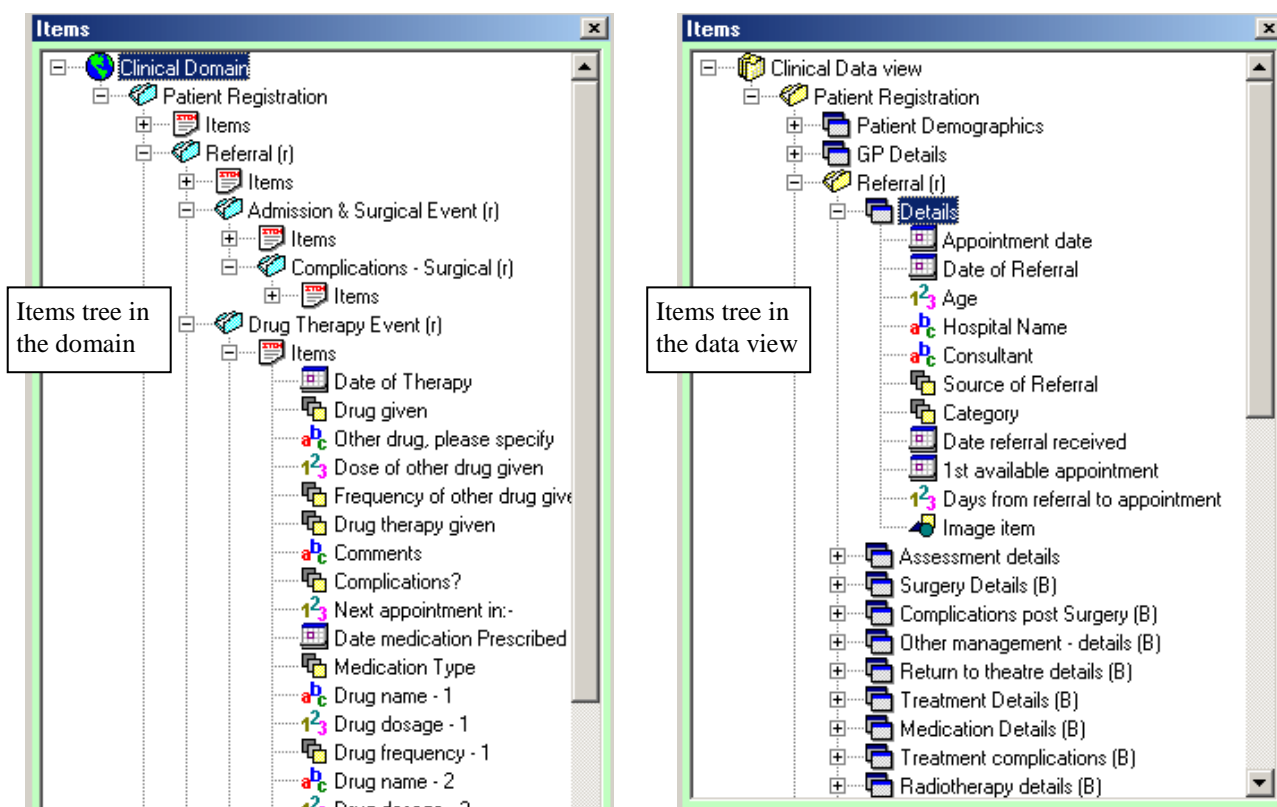 Items
Clinical Domain
Patient Registration
Items
Referral (r)
Items
Admission & Surgical Event (r)
Items
Complications - Surgical (r)
Items
Drug Therapy Event (r)
Items
Date of Therapy
Drug given
Other drug, please specify
Dose of other drug given
Frequency of other drug give
Drug therapy given
Comments
Complications?
Next appointment in:-
Date medication Prescribed
Medication Type
Drug name - 1
Drug dosage - 1
Drug frequency - 1
Drug name - 2
Drug dosage - 2
Items tree in
the domain
Items
Clinical Data view
Patient Registration
Patient Demographics
GP Details
Referral (r)
Details
Appointment date
Date of Referral
Age
Hospital Name
Consultant
Source of Referral
Category
Date referral received
1st available appointment
Days from referral to appointment
Image item
Assessment details
Surgery Details (B)
Complications post Surgery (B)
Other management - details (B)
Return to theatre details (B)
Treatment Details (B)
Medication Details (B)
Treatment complications (B)
Radiotherapy details (B)
Items tree in
the data view